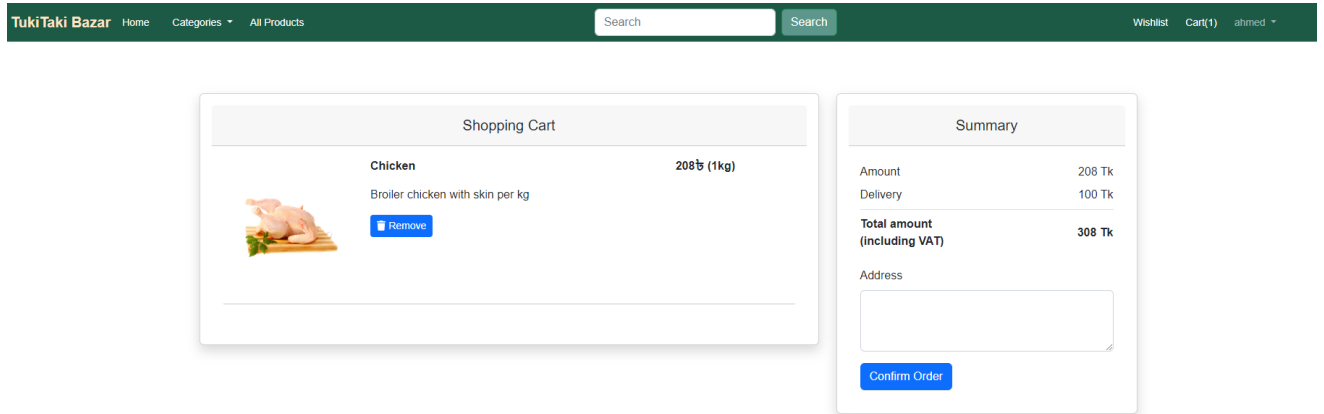 TukiTaki Bazar Home Categories All Products Search Search Wishlist Cart(1) ahmed
Shopping Cart
Chicken 208৳ (1kg)
Broiler chicken with skin per kg
Remove
Summary
Amount 208 Tk
Delivery 100 Tk
Total amount
(including VAT) 308 Tk
Address
Confirm Order